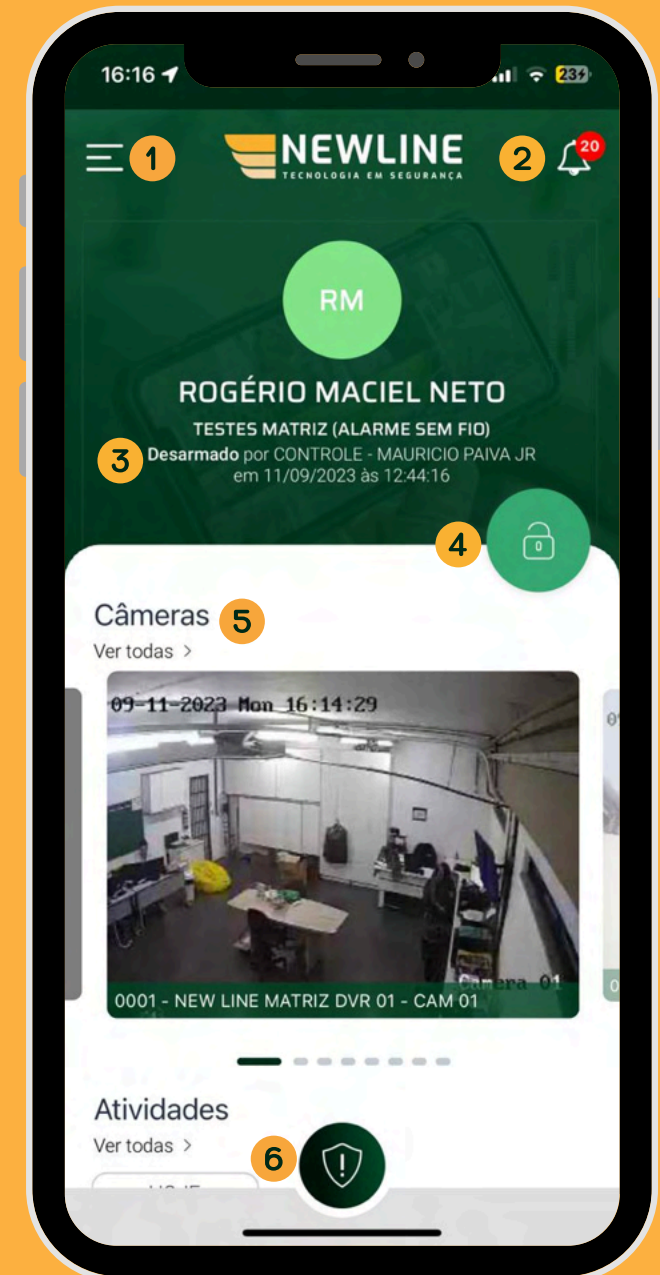 16:16
23
1
NEWLINE
TECNOLOGIA EM SEGURANÇA
2
20
RM
ROGÉRIO MACIEL NETO
TESTES MATRIZ (ALARME SEM FIO)
3
Desarmado por CONTROLE - MAURICIO PAIVA JR
em 11/09/2023 às 12:44:16
4
Câmeras
5
Ver todas >
09-11-2023 Mon 16:14:29
Camera 01
0001 - NEW LINE MATRIZ DVR 01 - CAM 01
Atividades
Ver todas >
6